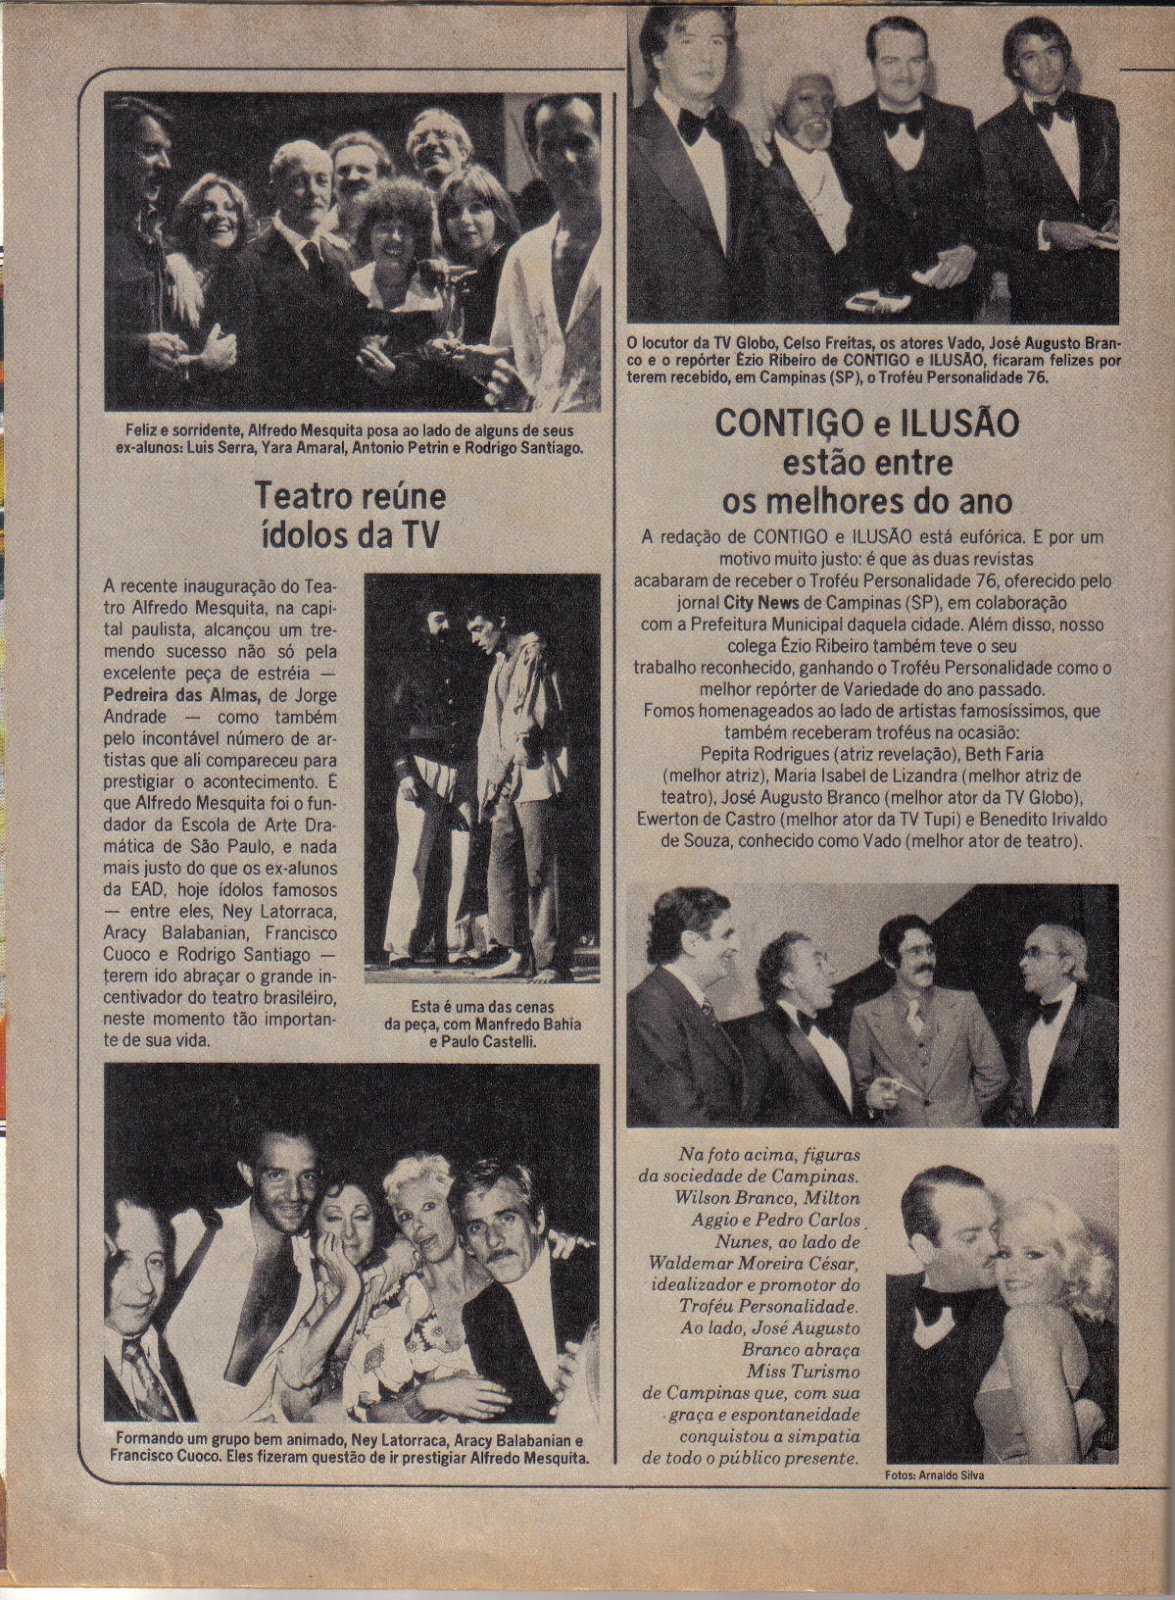 Feliz e sorridente, Alfredo Mesquita posa ao lado de alguns de seus
ex-alunos: Luis Serra, Yara Amaral, Antonio Petrin e Rodrigo Santiago.
Teatro reúne
ídolos da TV
A recente inauguração do Tea-
tro Alfredo Mesquita, na capi-
tal paulista, alcançou um tre-
mendo sucesso não só pela
excelente peça de estréia —
Pedreira das Almas, de Jorge
Andrade — como também
pelo incontável número de ar-
tistas que ali compareceu para
prestigiar o acontecimento. É
que Alfredo Mesquita foi o fun-
dador da Escola de Arte Dra-
mática de São Paulo, e nada
mais justo do que os ex-alunos
da EAD, hoje ídolos famosos
— entre eles, Ney Latorraca,
Aracy Balabanian, Francisco
Cuoco e Rodrigo Santiago —
terem ido abraçar o grande in-
centivador do teatro brasileiro,
neste momento tão importan-
te de sua vida.
Esta é uma das cenas
da peça, com Manfredo Bahia
e Paulo Castelli.
Formando um grupo bem animado, Ney Latorraca, Aracy Balabanian e
Francisco Cuoco. Eles fizeram questão de ir prestigiar Alfredo Mesquita.
O locutor da TV Globo, Celso Freitas, os atores Vado, José Augusto Bran-
co e o repórter Ézio Ribeiro de CONTIGO e ILUSÃO, ficaram felizes por
terem recebido, em Campinas (SP), o Troféu Personalidade 76.
CONTIGO e ILUSÃO
estão entre
os melhores do ano
A redação de CONTIGO e ILUSÃO está eufórica. E por um
motivo muito justo: é que as duas revistas
acabaram de receber o Troféu Personalidade 76, oferecido pelo
jornal City News de Campinas (SP), em colaboração
com a Prefeitura Municipal daquela cidade. Além disso, nosso
colega Ézio Ribeiro também teve o seu
trabalho reconhecido, ganhando o Troféu Personalidade como o
melhor repórter de Variedade do ano passado.
Fomos homenageados ao lado de artistas famosíssimos, que
também receberam troféus na ocasião:
Pepita Rodrigues (atriz revelação), Beth Faria
(melhor atriz), Maria Isabel de Lizandra (melhor atriz de
teatro), José Augusto Branco (melhor ator da TV Globo),
Ewerton de Castro (melhor ator da TV Tupi) e Benedito Irivaldo
de Souza, conhecido como Vado (melhor ator de teatro).
Na foto acima, figuras
da sociedade de Campinas.
Wilson Branco, Milton
Aggio e Pedro Carlos
Nunes, ao lado de
Waldemar Moreira César,
idealizador e promotor do
Troféu Personalidade.
Ao lado, José Augusto
Branco abraça
Miss Turismo
de Campinas que, com sua
graça e espontaneidade
conquistou a simpatia
de todo o público presente.
Fotos: Arnaldo Silva